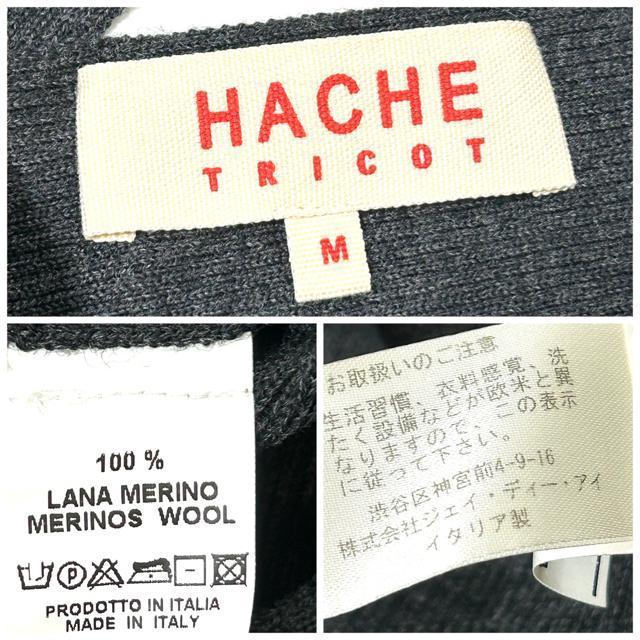 HACHE
TRICOT
M
100 %
LANA MERINO
MERINOS WOOL
P
PRODOTTO IN ITALIA
MADE IN ITALY
お取扱いのご注意
生活習慣、衣料感覚、洗
たく設備などが欧米と異
なりますので、この表示
に従って下さい。
渋谷区神宮前4-9-16
株式会社ジェイ・ディー・アイ
イタリア製